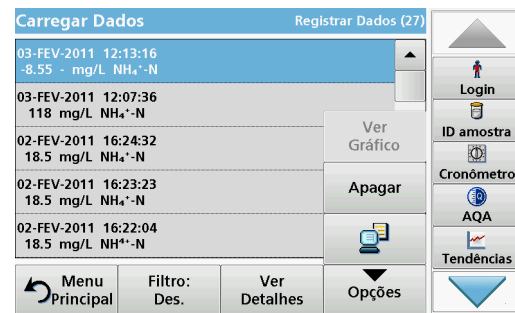 Carregar Dados
Registrar Dados (27)
03-FEV-2011 12:13:16
-8.55 - mg/L NH₄⁺-N
03-FEV-2011 12:07:36
118 mg/L NH₄⁺-N
02-FEV-2011 16:24:32
18.5 mg/L NH₄⁺-N
02-FEV-2011 16:23:23
18.5 mg/L NH₄⁺-N
02-FEV-2011 16:22:04
18.5 mg/L NH⁴⁺-N
Ver
Gráfico
Apagar
Menu
Principal
Filtro:
Des.
Ver
Detalhes
Opções
Login
ID amostra
Cronômetro
AQA
Tendências